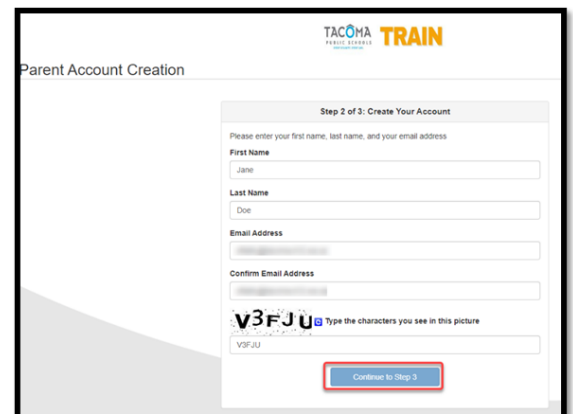 TACOMA TRAIN
PUBLIC SCHOOLS
Parent Account Creation
Step 2 of 3: Create Your Account
Please enter your first name, last name, and your email address
First Name
Jane
Last Name
Doe
Email Address
Confirm Email Address
V3FJU Type the characters you see in this picture
V3FJU
Continue to Step 3